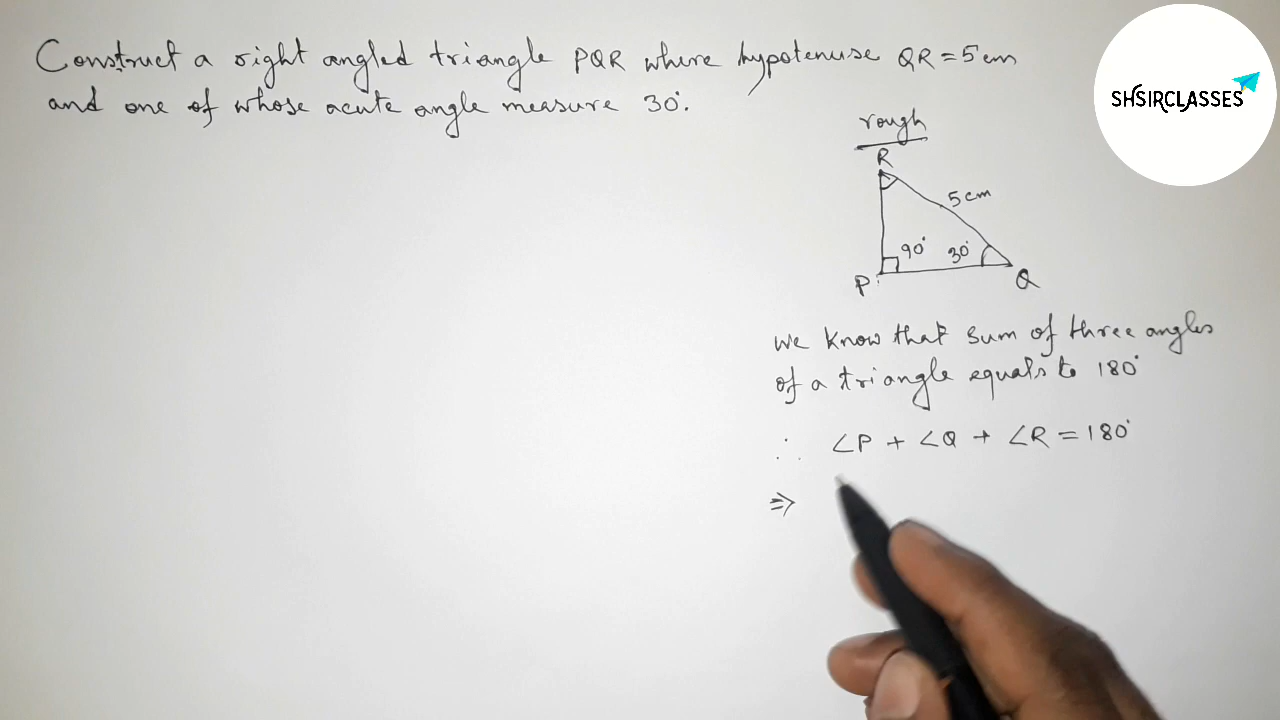 Construct a right angled triangle PQR where hypotenuse QR = 5 cm
and one of whose acute angle measure 30°.
SHSIRCLASSES
rough
R
5 cm
90° 30°
P Q
We know that sum of three angles
of a triangle equals to 180°
∴ ∠P + ∠Q + ∠R = 180°
⇒